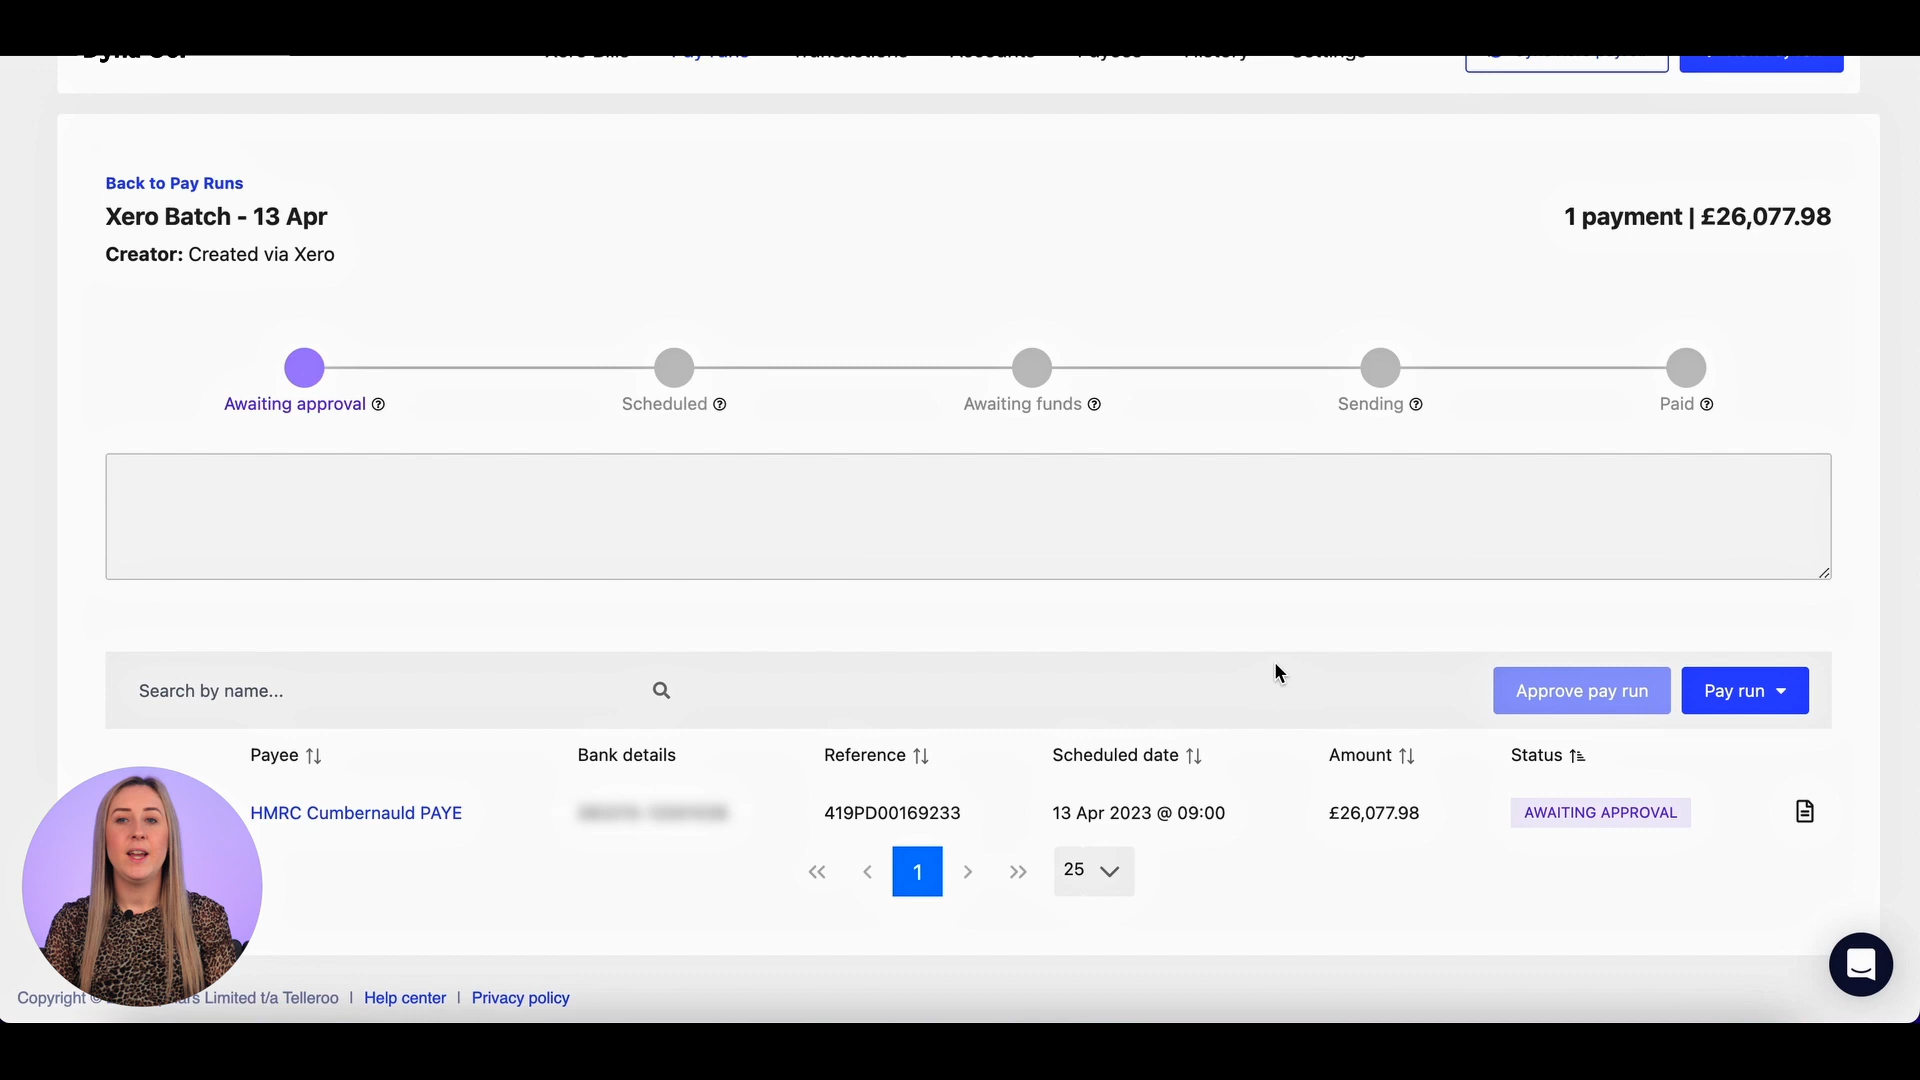 Back to Pay Runs
Xero Batch - 13 Apr
1 payment | £26,077.98
Creator: Created via Xero
Awaiting approval
Scheduled
Awaiting funds
Sending
Paid
Search by name...
Approve pay run
Pay run
Payee
Bank details
Reference
Scheduled date
Amount
Status
HMRC Cumbernauld PAYE
419PD00169233
13 Apr 2023 @ 09:00
£26,077.98
AWAITING APPROVAL
1
25
Copyright Limited t/a Telleroo | Help center | Privacy policy